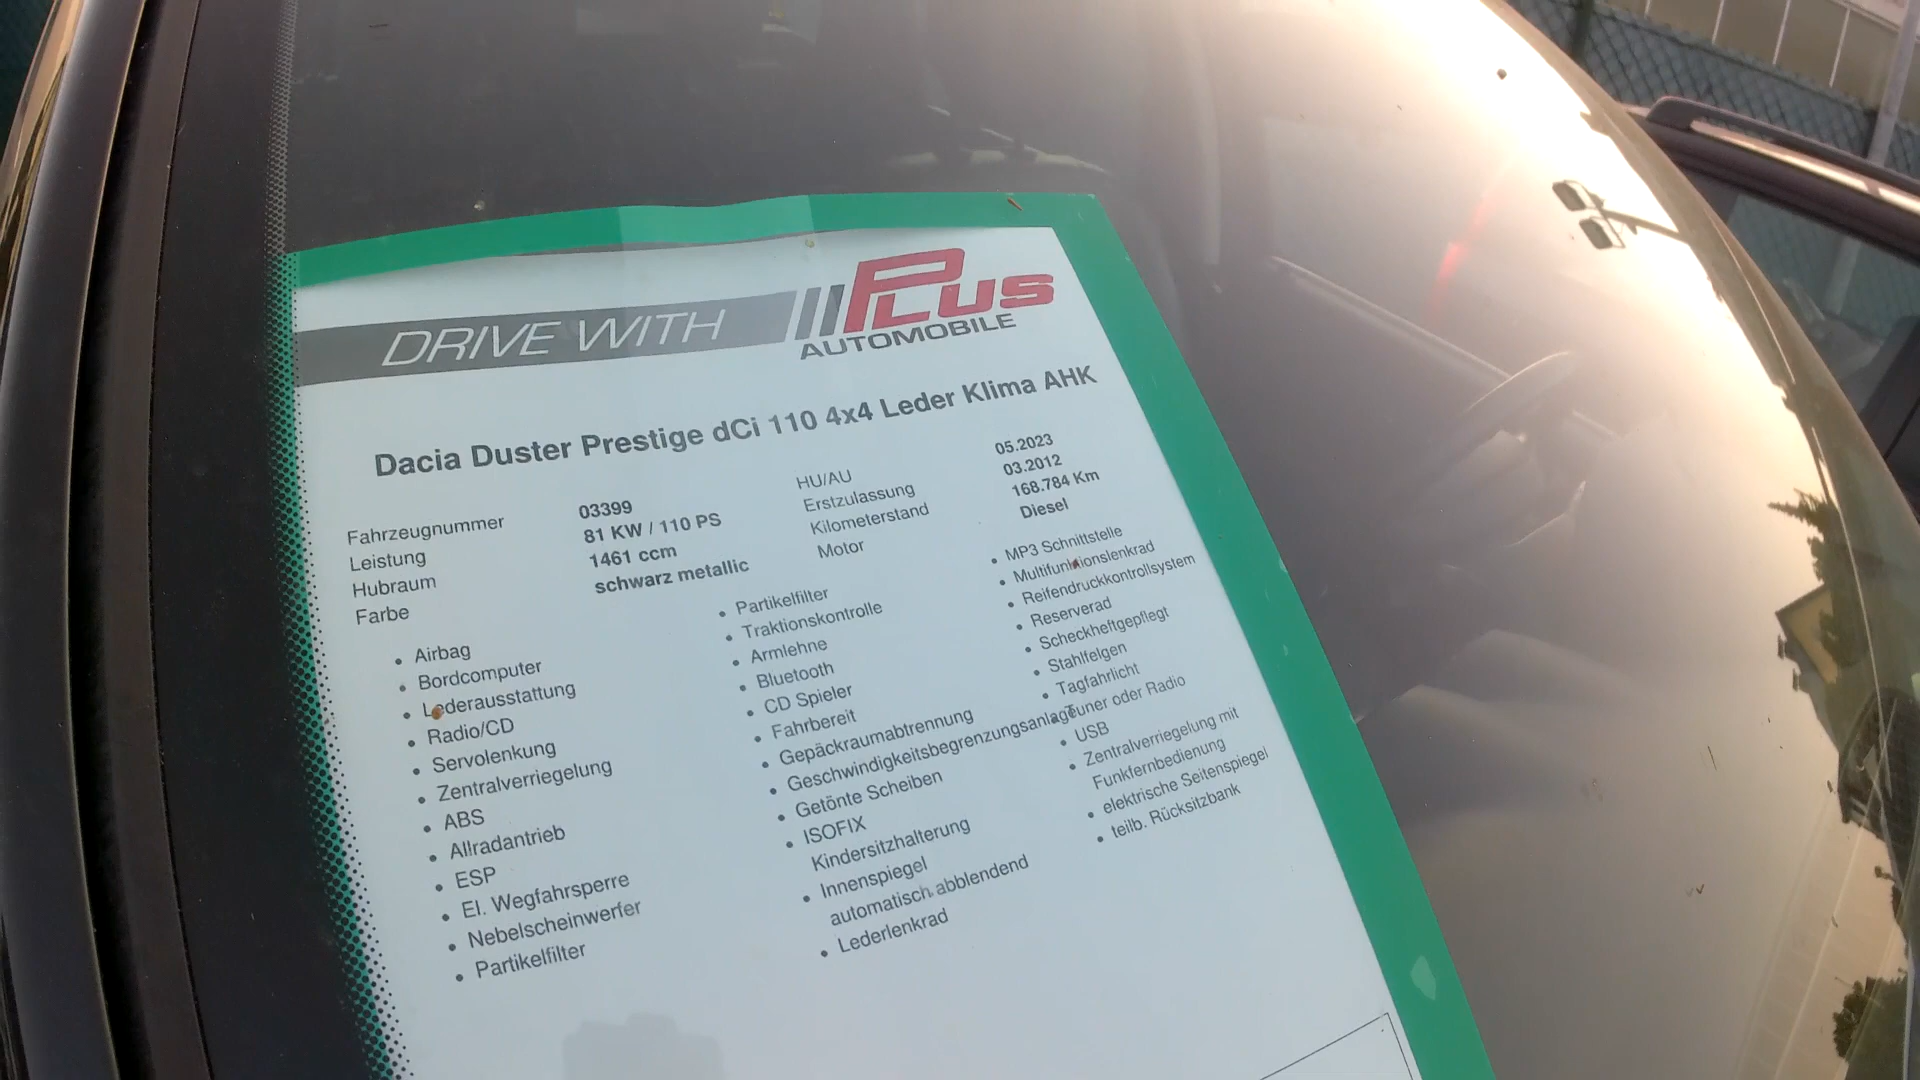 DRIVE WITH
PLUS
AUTOMOBILE
Dacia Duster Prestige dCi 110 4x4 Leder Klima AHK
Fahrzeugnummer 03399
Leistung 81 KW / 110 PS
Hubraum 1461 ccm
Farbe schwarz metallic
HU/AU 05.2023
Erstzulassung 03.2012
Kilometerstand 168.784 Km
Motor Diesel
• Airbag
• Bordcomputer
• Lederausstattung
• Radio/CD
• Servolenkung
• Zentralverriegelung
• ABS
• Allradantrieb
• ESP
• El. Wegfahrsperre
• Nebelscheinwerfer
• Partikelfilter
• Partikelfilter
• Traktionskontrolle
• Armlehne
• Bluetooth
• CD Spieler
• Fahrbereit
• Gepäckraumabtrennung
• Geschwindigkeitsbegrenzungsanlage
• Getönte Scheiben
• ISOFIX
Kindersitzhalterung
• Innenspiegel
automatisch abblendend
• Lederlenkrad
• MP3 Schnittstelle
• Multifunktionslenkrad
• Reifendruckkontrollsystem
• Reserverad
• Scheckheftgepflegt
• Stahlfelgen
• Tagfahrlicht
• Tuner oder Radio
• USB
• Zentralverriegelung mit
Funkfernbedienung
• elektrische Seitenspiegel
• teilb. Rücksitzbank